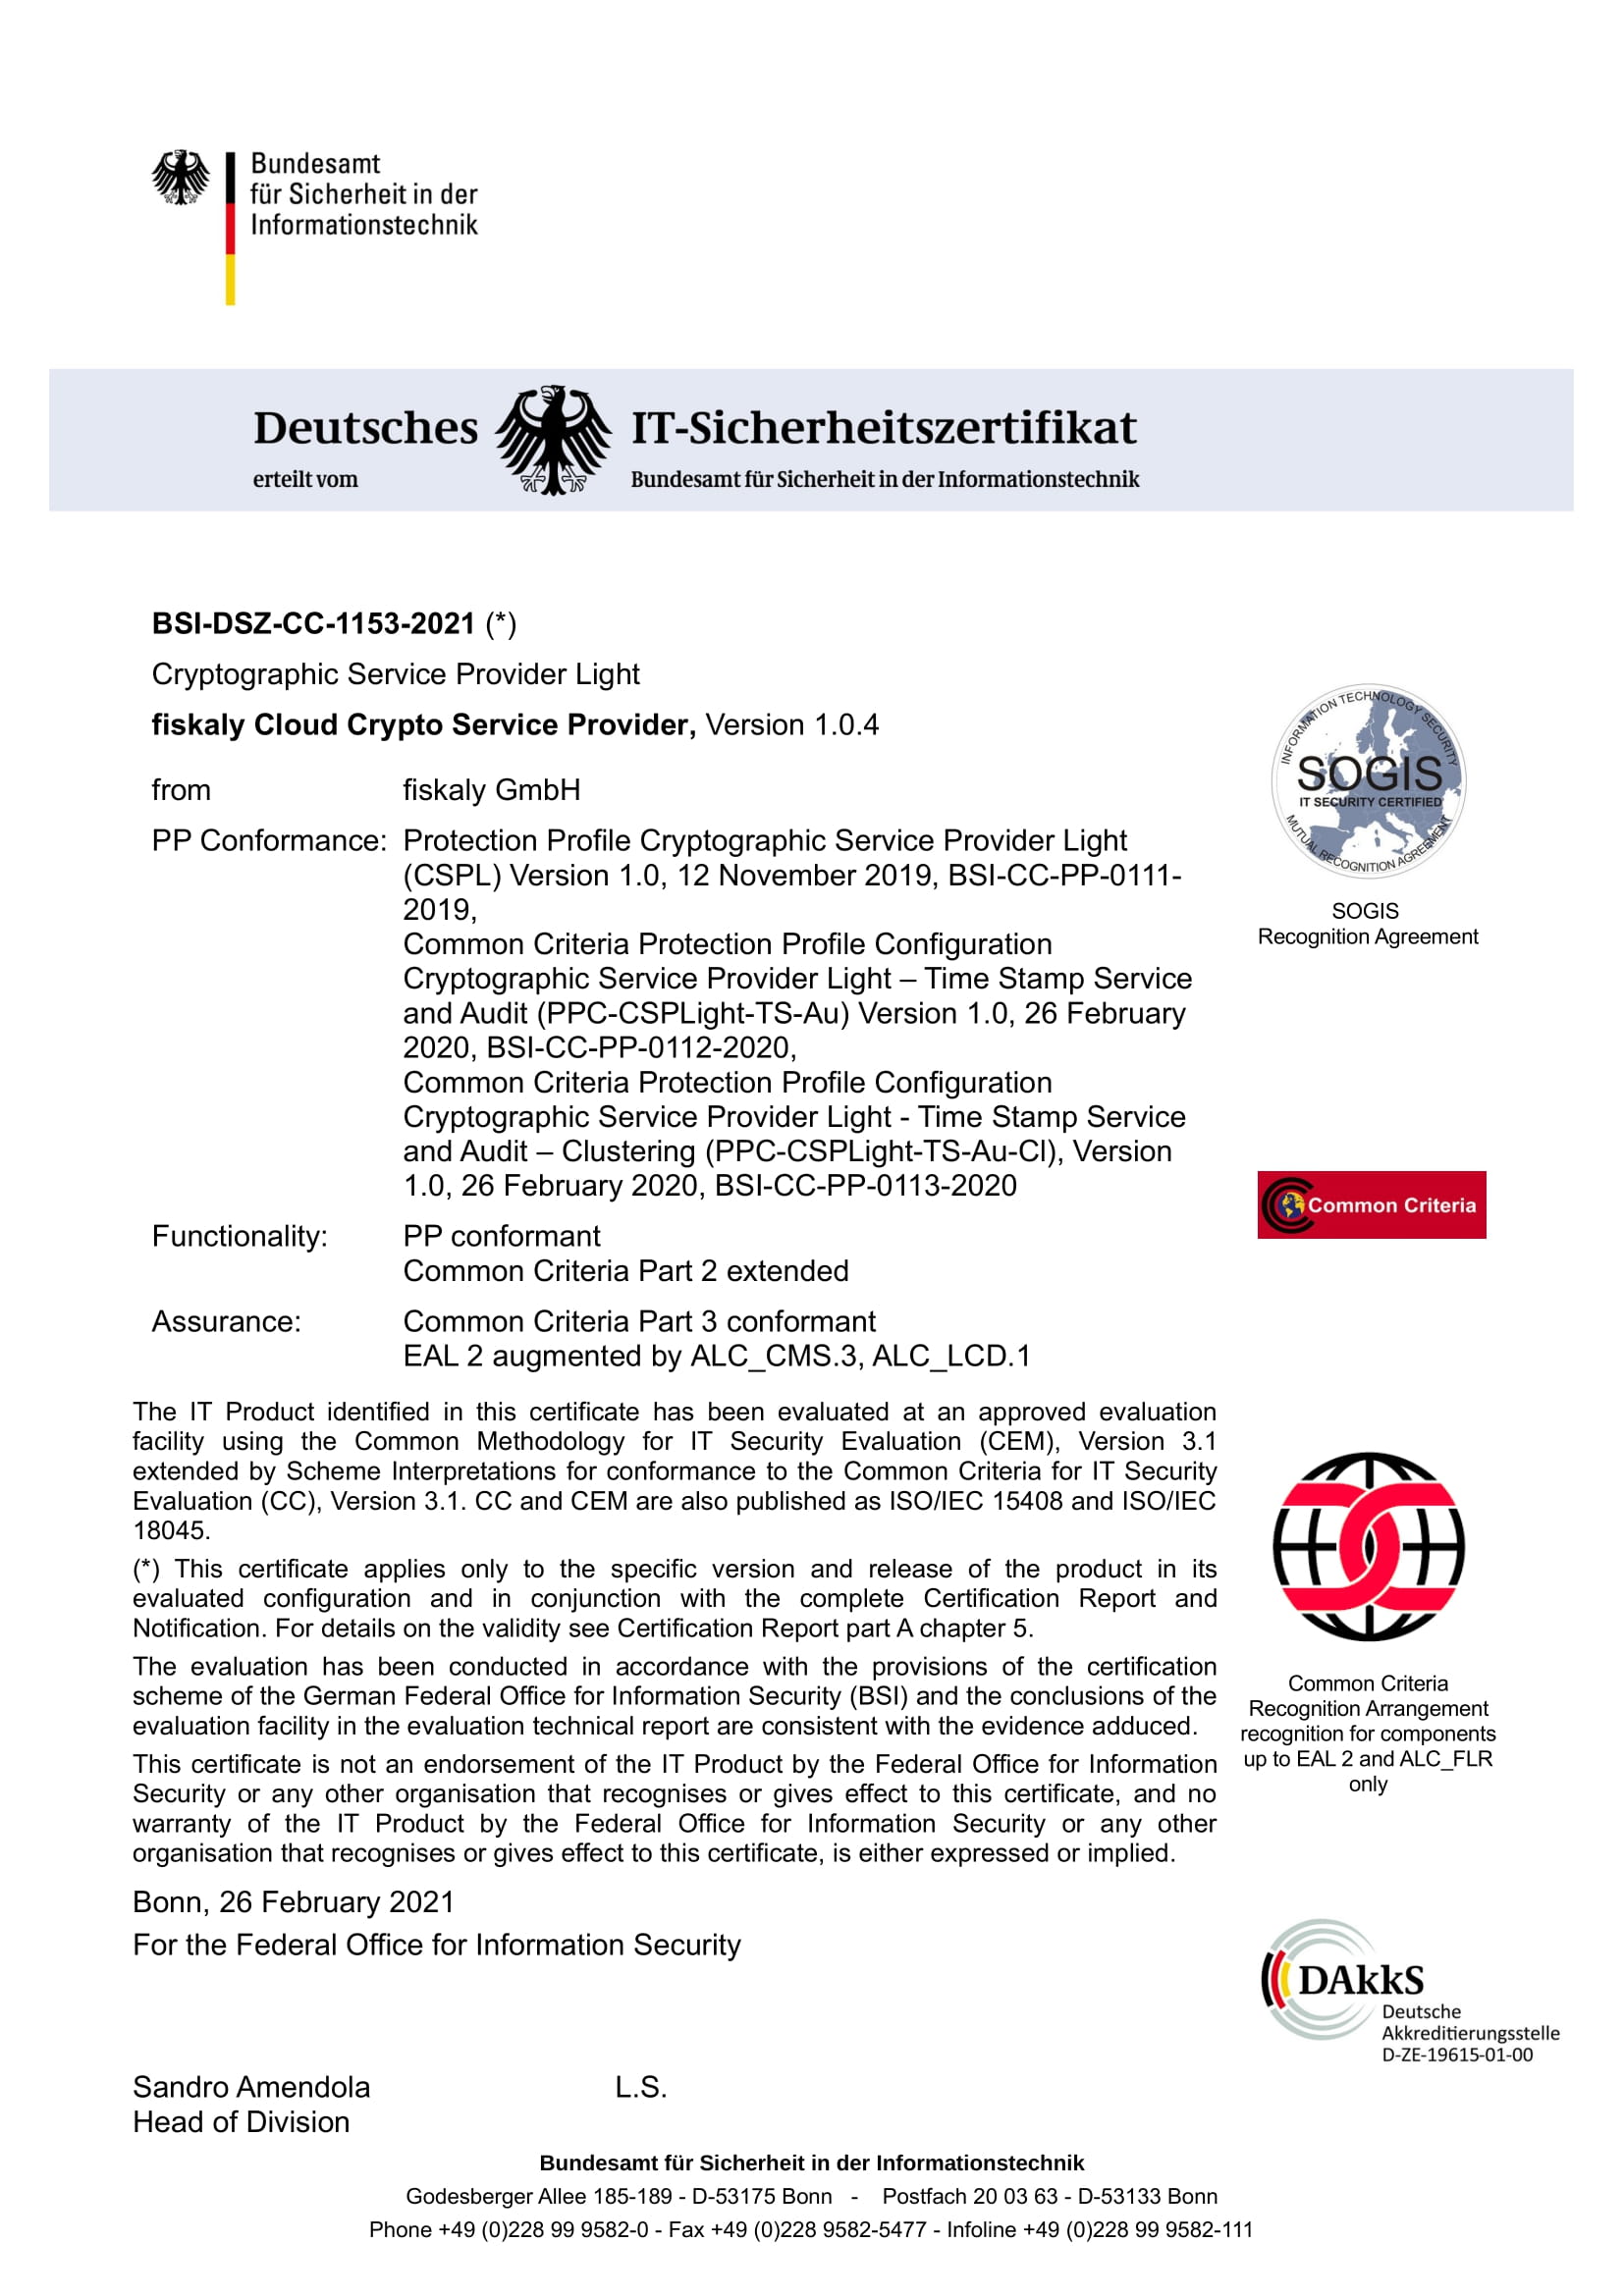 Bundesamt
für Sicherheit in der
Informationstechnik
Deutsches IT-Sicherheitszertifikat
erteilt vom Bundesamt für Sicherheit in der Informationstechnik
BSI-DSZ-CC-1153-2021 (*)
Cryptographic Service Provider Light
fiskaly Cloud Crypto Service Provider, Version 1.0.4
from fiskaly GmbH
PP Conformance: Protection Profile Cryptographic Service Provider Light
(CSPL) Version 1.0, 12 November 2019, BSI-CC-PP-0111-
2019,
Common Criteria Protection Profile Configuration
Cryptographic Service Provider Light – Time Stamp Service
and Audit (PPC-CSPLight-TS-Au) Version 1.0, 26 February
2020, BSI-CC-PP-0112-2020,
Common Criteria Protection Profile Configuration
Cryptographic Service Provider Light - Time Stamp Service
and Audit – Clustering (PPC-CSPLight-TS-Au-Cl), Version
1.0, 26 February 2020, BSI-CC-PP-0113-2020
Functionality: PP conformant
Common Criteria Part 2 extended
Assurance: Common Criteria Part 3 conformant
EAL 2 augmented by ALC_CMS.3, ALC_LCD.1
INFORMATION TECHNOLOGY SECURITY
SOGIS
IT SECURITY CERTIFIED
MUTUAL RECOGNITION AGREEMENT
SOGIS
Recognition Agreement
Common Criteria
The IT Product identified in this certificate has been evaluated at an approved evaluation
facility using the Common Methodology for IT Security Evaluation (CEM), Version 3.1
extended by Scheme Interpretations for conformance to the Common Criteria for IT Security
Evaluation (CC), Version 3.1. CC and CEM are also published as ISO/IEC 15408 and ISO/IEC
18045.
(*) This certificate applies only to the specific version and release of the product in its
evaluated configuration and in conjunction with the complete Certification Report and
Notification. For details on the validity see Certification Report part A chapter 5.
The evaluation has been conducted in accordance with the provisions of the certification
scheme of the German Federal Office for Information Security (BSI) and the conclusions of the
evaluation facility in the evaluation technical report are consistent with the evidence adduced.
This certificate is not an endorsement of the IT Product by the Federal Office for Information
Security or any other organisation that recognises or gives effect to this certificate, and no
warranty of the IT Product by the Federal Office for Information Security or any other
organisation that recognises or gives effect to this certificate, is either expressed or implied.
Common Criteria
Recognition Arrangement
recognition for components
up to EAL 2 and ALC_FLR
only
Bonn, 26 February 2021
For the Federal Office for Information Security
DAkkS
Deutsche
Akkreditierungsstelle
D-ZE-19615-01-00
Sandro Amendola L.S.
Head of Division
Bundesamt für Sicherheit in der Informationstechnik
Godesberger Allee 185-189 - D-53175 Bonn - Postfach 20 03 63 - D-53133 Bonn
Phone +49 (0)228 99 9582-0 - Fax +49 (0)228 9582-5477 - Infoline +49 (0)228 99 9582-111